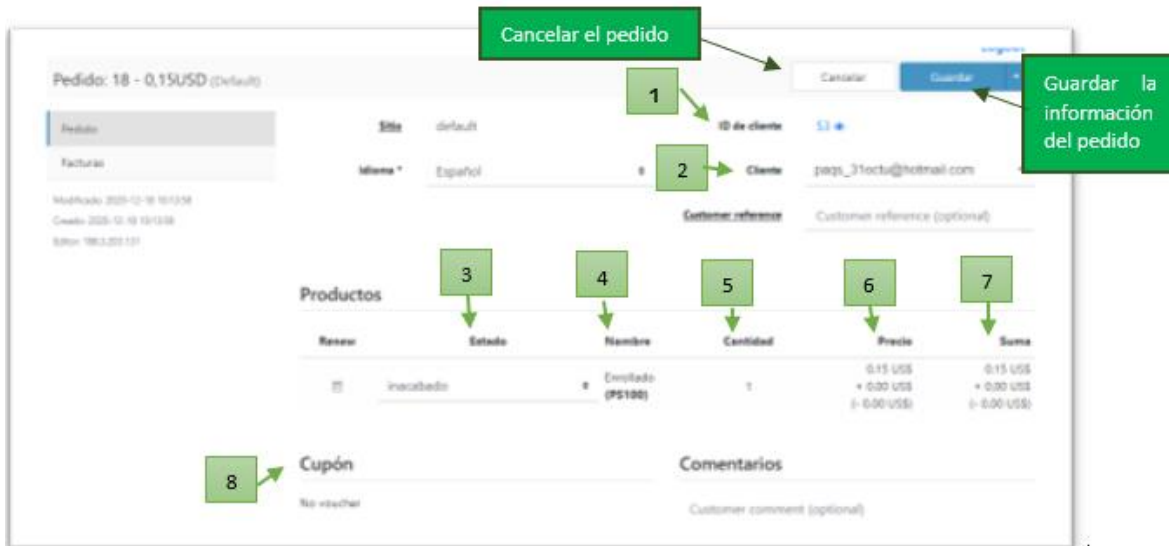 Cancelar el pedido
Pedido: 18 - 0,15USD (Default)
Cancelar
Guardar
Guardar la
información
del pedido
1
Pedido
Sitio
default
ID de cliente
53
Facturas
Idioma *
Español
2
Cliente
paqs_31octu@hotmail.com
Customer reference
Customer reference (optional)
3
4
5
6
7
Productos
Renew
Estado
Nombre
Cantidad
Precio
Suma
inacabado
Enrollado
(PS100)
1
0.15 US$
+ 0.00 US$
(- 0.00 US$)
0.15 US$
+ 0.00 US$
(- 0.00 US$)
8
Cupón
Comentarios
No voucher
Customer comment (optional)